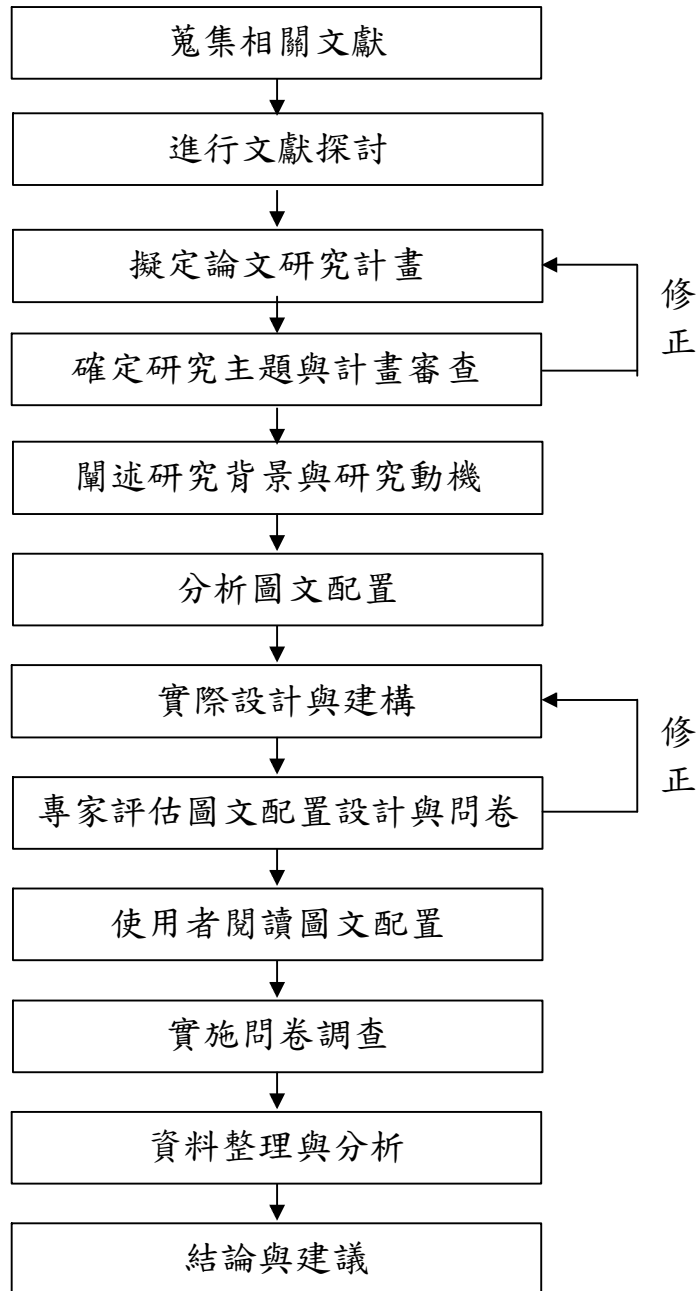 蒐集相關文獻
進行文獻探討
擬定論文研究計畫
修
正
確定研究主題與計畫審查
闡述研究背景與研究動機
分析圖文配置
實際設計與建構
修
正
專家評估圖文配置設計與問卷
使用者閱讀圖文配置
實施問卷調查
資料整理與分析
結論與建議